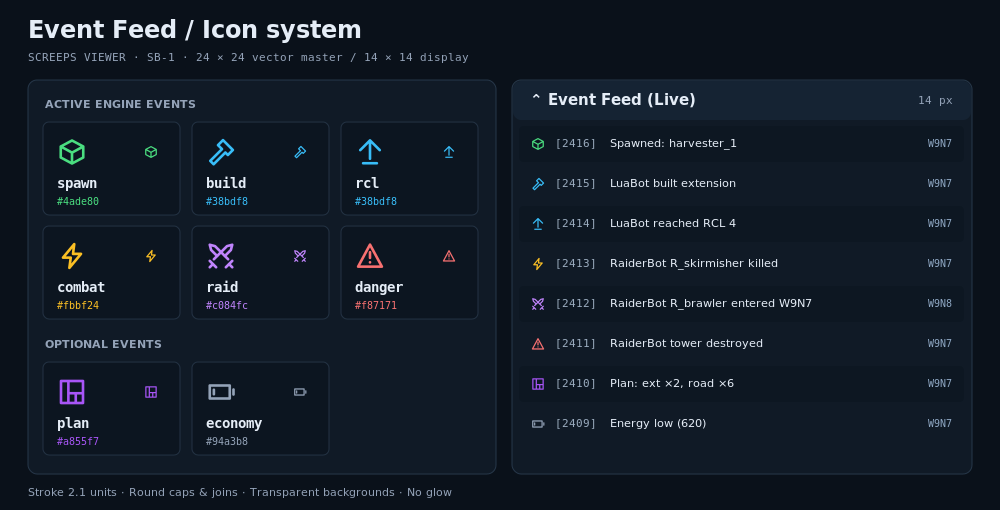 Event Feed / Icon system
SCREEPS VIEWER · SB-1 · 24 × 24 vector master / 14 × 14 display
ACTIVE ENGINE EVENTS
spawn
#4ade80
build
#38bdf8
rcl
#38bdf8
combat
#fbbf24
raid
#c084fc
danger
#f87171
OPTIONAL EVENTS
plan
#a855f7
economy
#94a3b8
⌃ Event Feed (Live) 14 px
[2416] Spawned: harvester_1 W9N7
[2415] LuaBot built extension W9N7
[2414] LuaBot reached RCL 4 W9N7
[2413] RaiderBot R_skirmisher killed W9N7
[2412] RaiderBot R_brawler entered W9N7 W9N8
[2411] RaiderBot tower destroyed W9N7
[2410] Plan: ext ×2, road ×6 W9N7
[2409] Energy low (620) W9N7
Stroke 2.1 units · Round caps & joins · Transparent backgrounds · No glow